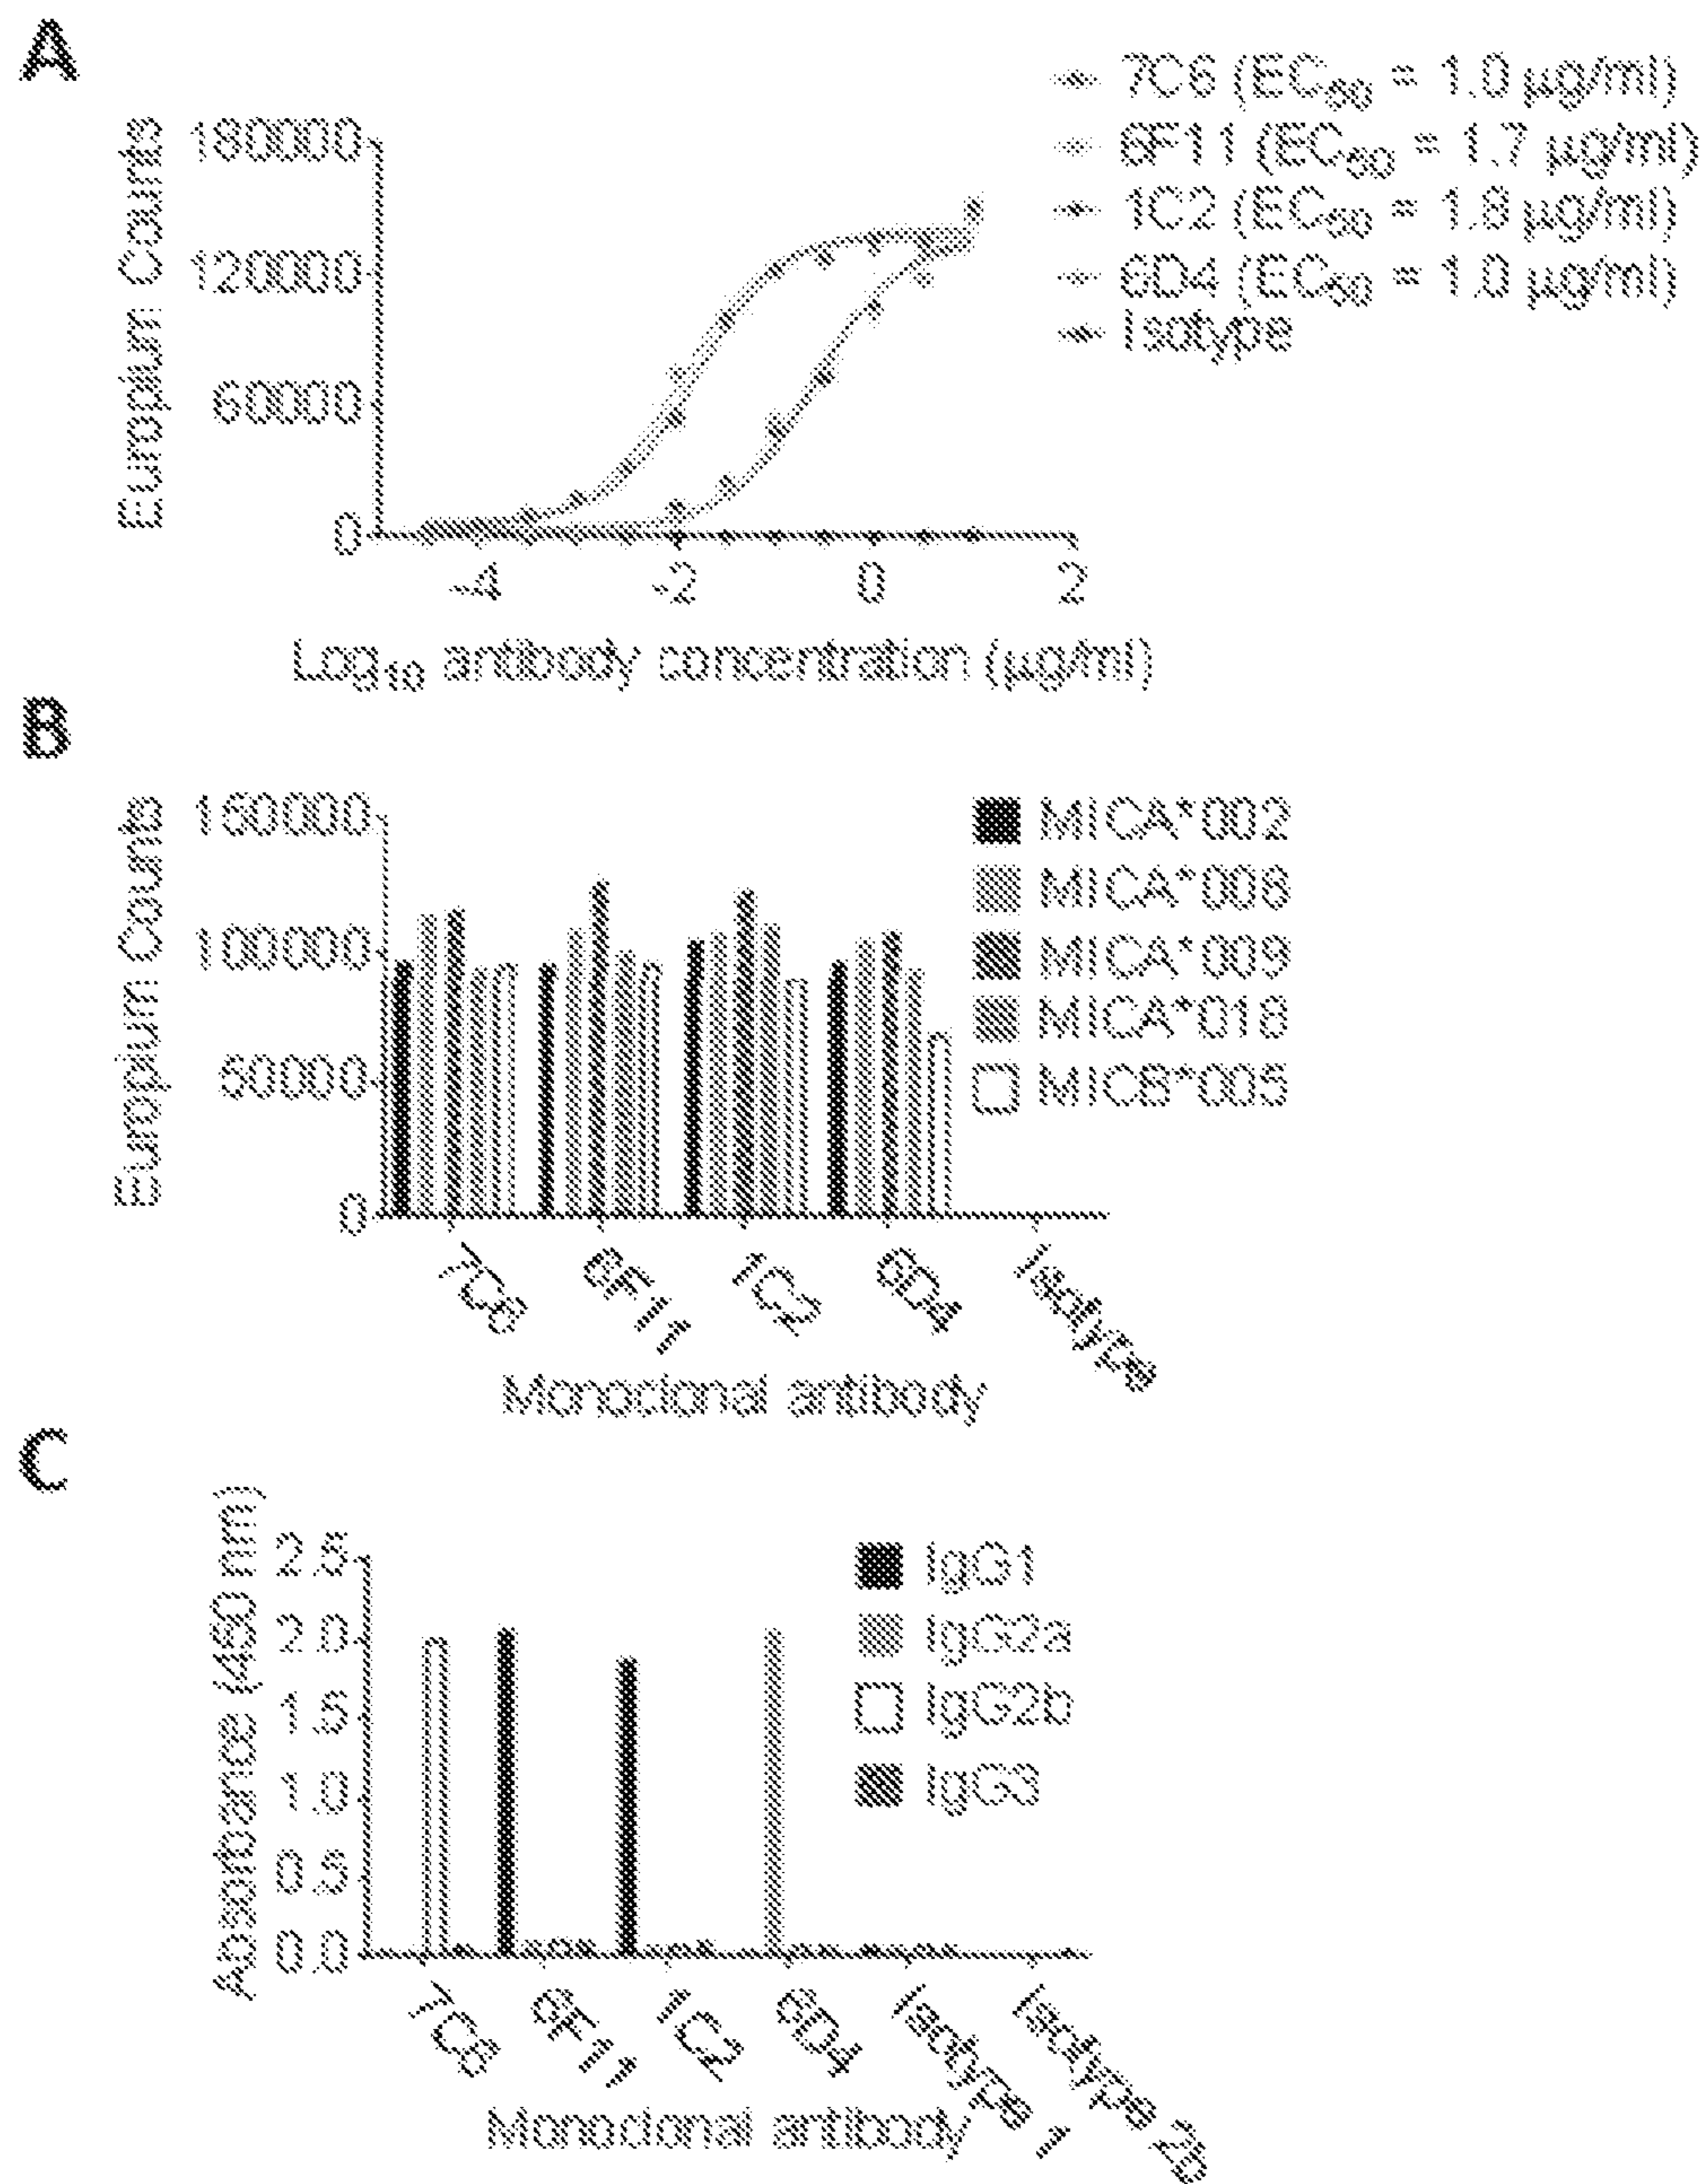 A
7C6 (EC50 = 1.0 µg/ml)
6F11 (EC50 = 1.7 µg/ml)
1C2 (EC50 = 1.8 µg/ml)
6D4 (EC50 = 1.0 µg/ml)
Isotype
Europium Counts
180000
120000
60000
0
-4 -2 0 2
Log10 antibody concentration (µg/ml)
B
Europium Counts
150000
100000
50000
0
MICA*002
MICA*008
MICA*009
MICA*018
MICB*005
7C6 6F11 1C2 6D4 Isotype
Monoclonal antibody
C
Absorbance (450 nm)
2.5
2.0
1.5
1.0
0.5
0.0
IgG1
IgG2a
IgG2b
IgG3
7C6 6F11 1C2 6D4 Isotype 1 Isotype 2b
Monoclonal antibody